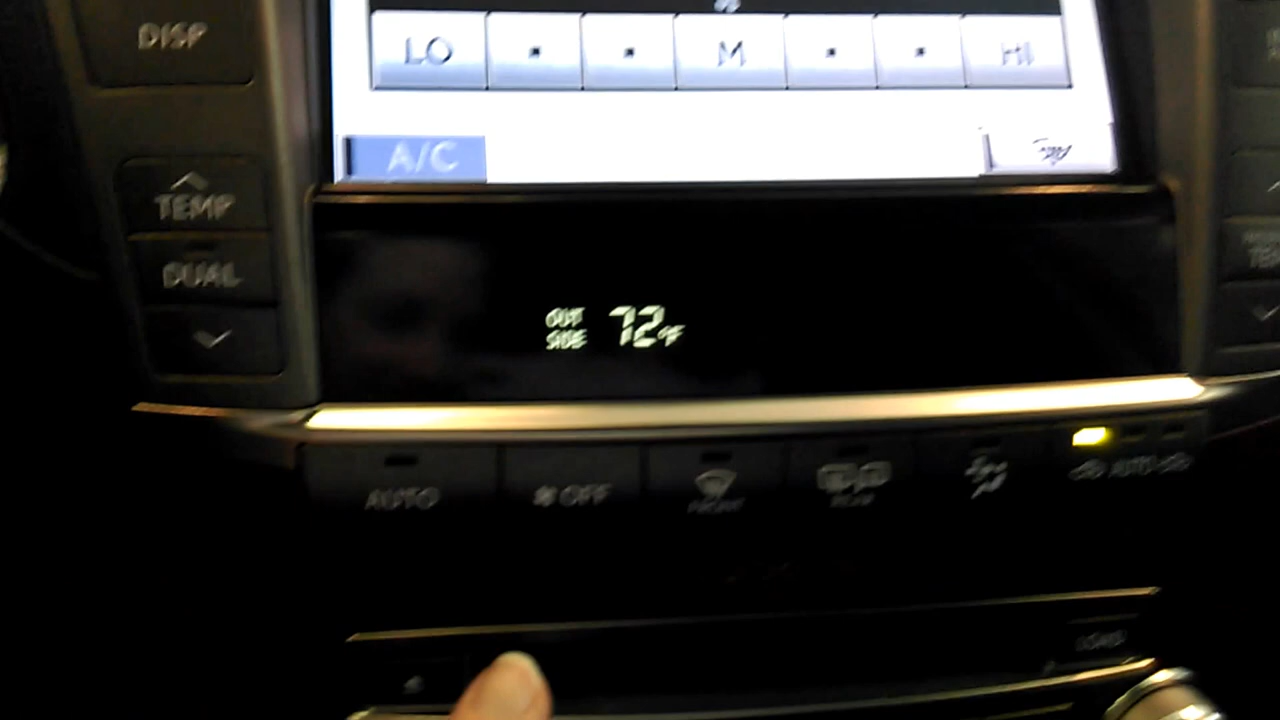 DISP
LO M HI
A/C
TEMP
DUAL
OUT
SIDE 72°F
AUTO OFF FRONT REAR AUTO
LOAD